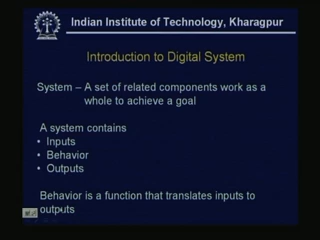 Indian Institute of Technology, Kharagpur
Introduction to Digital System
System – A set of related components work as a
whole to achieve a goal
A system contains
• Inputs
• Behavior
• Outputs
Behavior is a function that translates inputs to
outputs